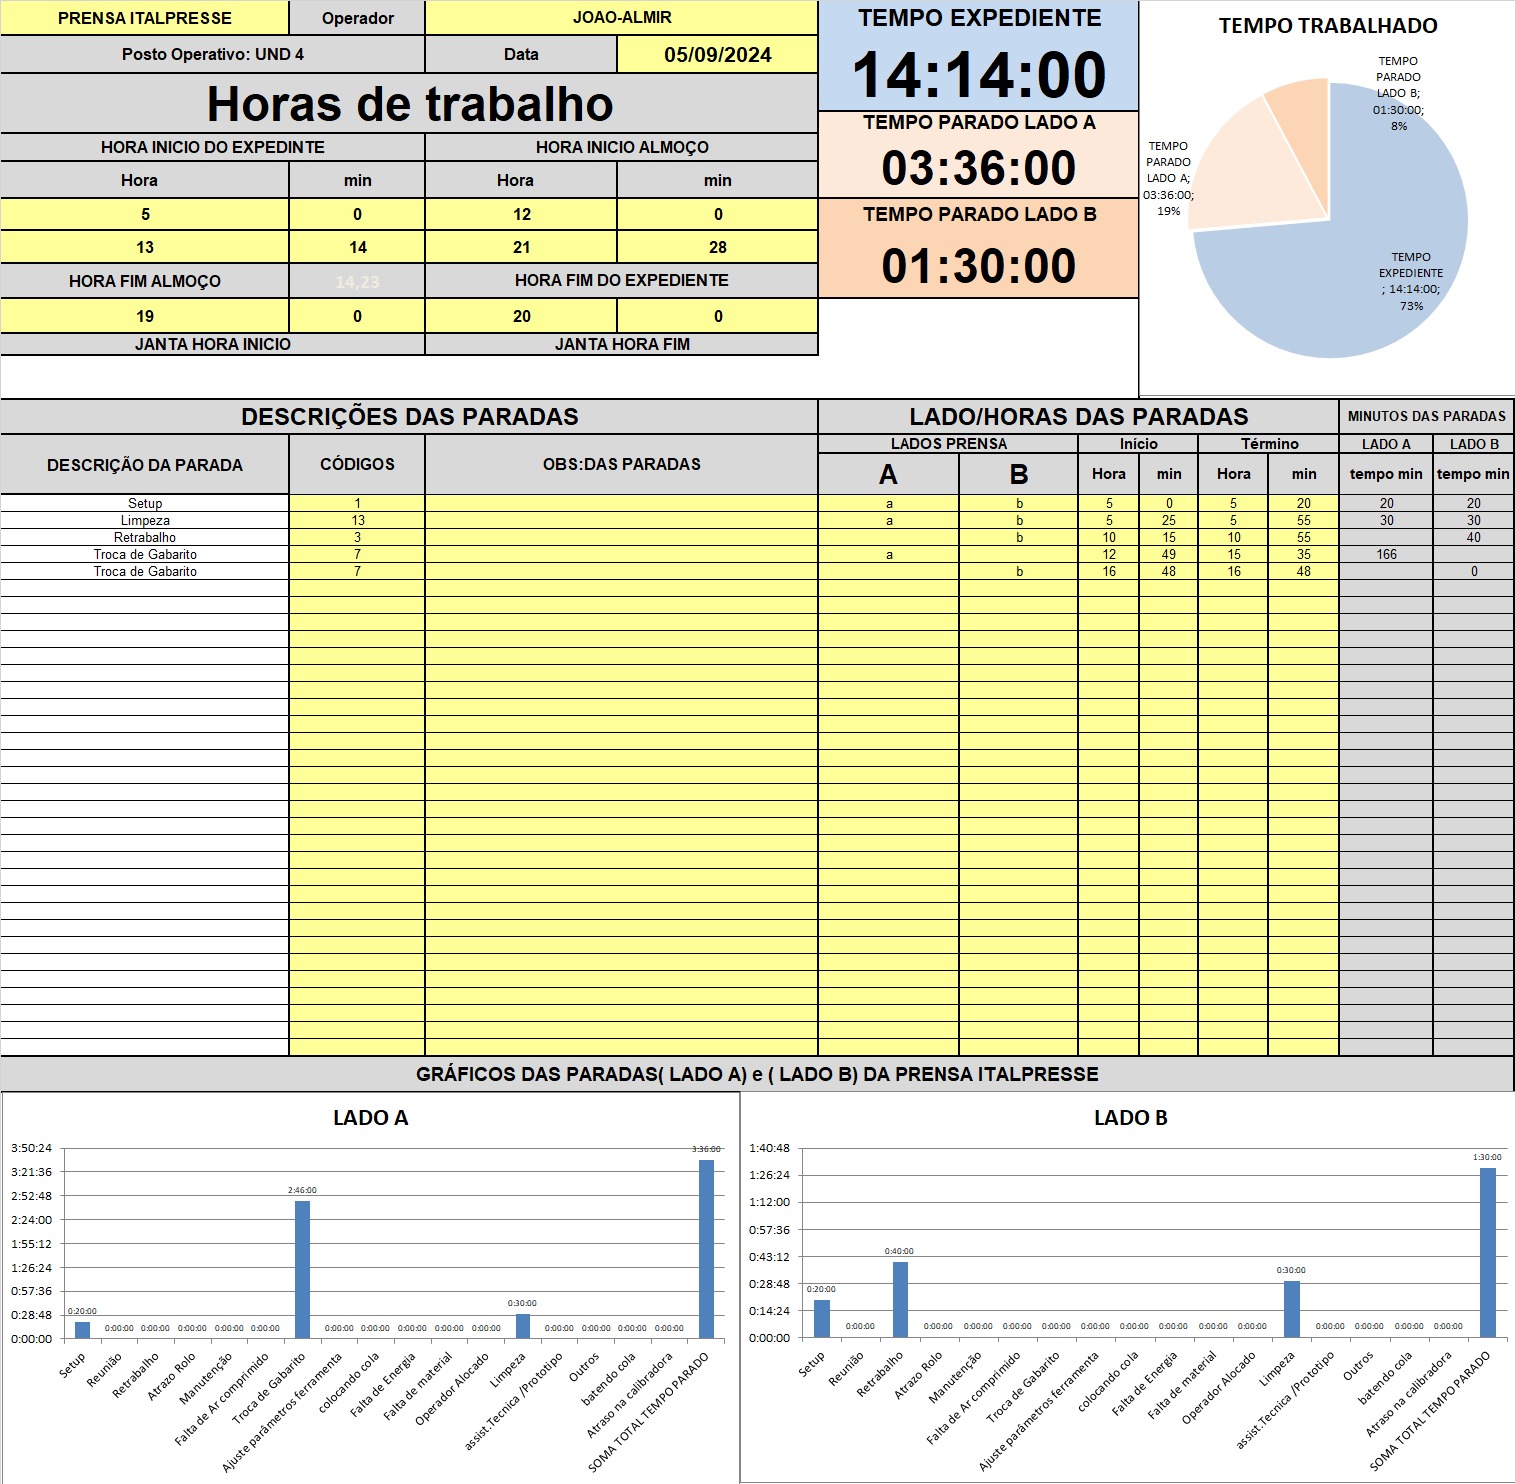 PRENSA ITALPRESSE Operador JOAO-ALMIR
Posto Operativo: UND 4 Data 05/09/2024
Horas de trabalho
HORA INICIO DO EXPEDINTE HORA INICIO ALMOÇO
Hora min Hora min
5 0 12 0
13 14 21 28
HORA FIM ALMOÇO 14,23 HORA FIM DO EXPEDIENTE
19 0 20 0
JANTA HORA INICIO JANTA HORA FIM
TEMPO EXPEDIENTE
14:14:00
TEMPO PARADO LADO A
03:36:00
TEMPO PARADO LADO B
01:30:00
TEMPO TRABALHADO
TEMPO
PARADO
LADO B;
01:30:00;
8%
TEMPO
PARADO
LADO A;
03:36:00;
19%
TEMPO
EXPEDIENTE
; 14:14:00;
73%
DESCRIÇÕES DAS PARADAS LADO/HORAS DAS PARADAS MINUTOS DAS PARADAS
DESCRIÇÃO DA PARADA CÓDIGOS OBS:DAS PARADAS LADOS PRENSA Início Término LADO A LADO B
A B Hora min Hora min tempo min tempo min
Setup 1 a b 5 0 5 20 20 20
Limpeza 13 a b 5 25 5 55 30 30
Retrabalho 3 b 10 15 10 55 40
Troca de Gabarito 7 a 12 49 15 35 166
Troca de Gabarito 7 b 16 48 16 48 0
GRÁFICOS DAS PARADAS( LADO A) e ( LADO B) DA PRENSA ITALPRESSE
LADO A
3:50:24
3:21:36
2:52:48
2:24:00
1:55:12
1:26:24
0:57:36
0:28:48
0:00:00
0:20:00 0:00:00 0:00:00 0:00:00 0:00:00 0:00:00 2:46:00 0:00:00 0:00:00 0:00:00 0:00:00 0:00:00 0:30:00 0:00:00 0:00:00 0:00:00 0:00:00 3:36:00
Setup
Reunião
Retrabalho
Atrazo Rolo
Manutenção
Falta de Ar comprimido
Troca de Gabarito
Ajuste parâmetros ferramenta
colocando cola
Falta de Energia
Falta de material
Operador Alocado
Limpeza
assist.Tecnica /Prototipo
Outros
batendo cola
Atraso na calibradora
SOMA TOTAL TEMPO PARADO
LADO B
1:40:48
1:26:24
1:12:00
0:57:36
0:43:12
0:28:48
0:14:24
0:00:00
0:20:00 0:00:00 0:40:00 0:00:00 0:00:00 0:00:00 0:00:00 0:00:00 0:00:00 0:00:00 0:00:00 0:00:00 0:30:00 0:00:00 0:00:00 0:00:00 0:00:00 1:30:00
Setup
Reunião
Retrabalho
Atrazo Rolo
Manutenção
Falta de Ar comprimido
Troca de Gabarito
Ajuste parâmetros ferramenta
colocando cola
Falta de Energia
Falta de material
Operador Alocado
Limpeza
assist.Tecnica /Prototipo
Outros
batendo cola
Atraso na calibradora
SOMA TOTAL TEMPO PARADO